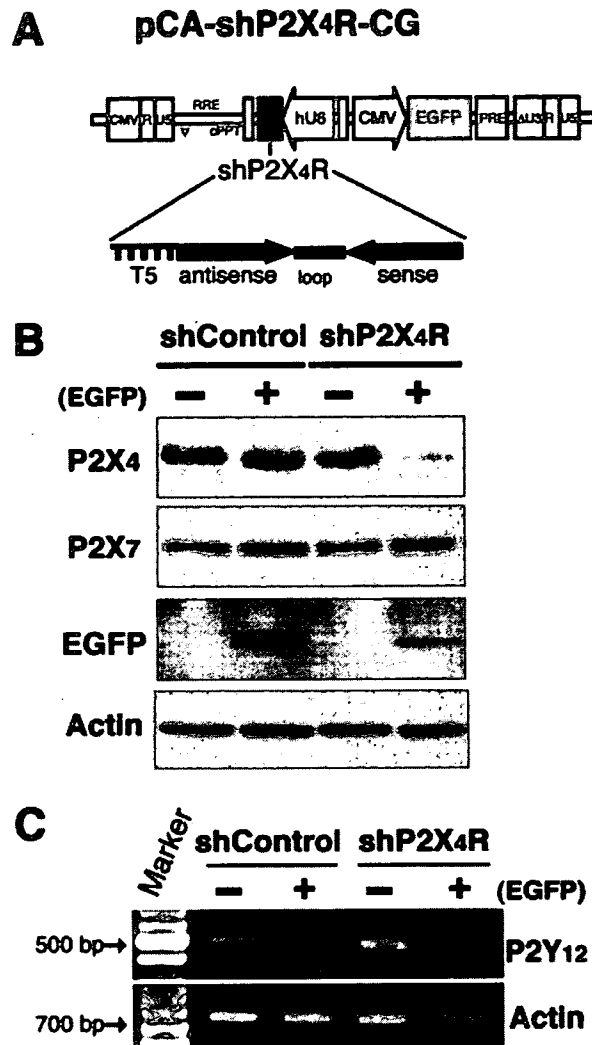 A pCA-shP2X4R-CG
RRE
CMV R U5 cPPT hU6 CMV EGFP PRE ΔU3 R U5
Ψ
shP2X4R
T5 antisense loop sense
B
shControl shP2X4R
(EGFP) − + − +
P2X4
P2X7
EGFP
Actin
C
Marker shControl shP2X4R
− + − + (EGFP)
500 bp→ P2Y12
700 bp→ Actin